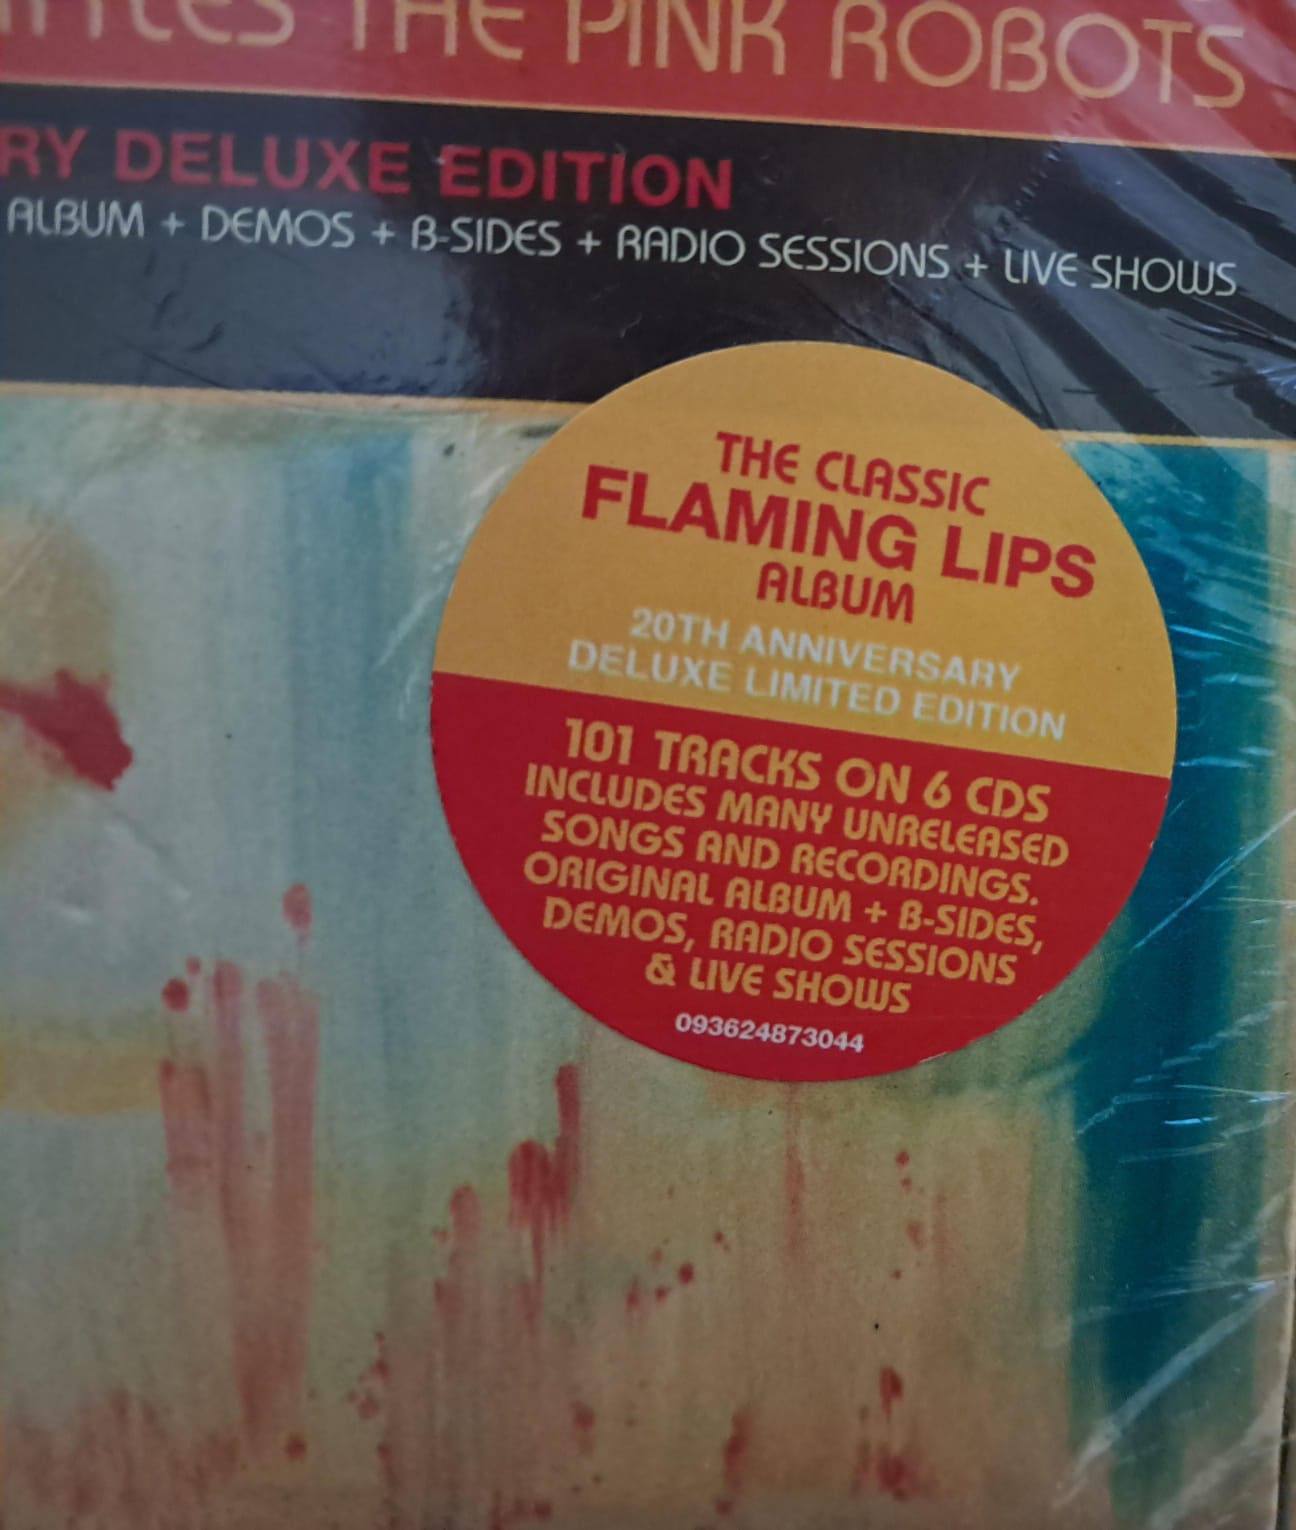 THE PINK ROBOTS
DELUXE EDITION
ALBUM + DEMOS + B-SIDES + RADIO SESSIONS + LIVE SHOWS
THE CLASSIC
FLAMING LIPS
ALBUM
20TH ANNIVERSARY
DELUXE LIMITED EDITION
101 TRACKS ON 6 CDS
INCLUDES MANY UNRELEASED
SONGS AND RECORDINGS.
ORIGINAL ALBUM + B-SIDES,
DEMOS, RADIO SESSIONS
& LIVE SHOWS
093624873044